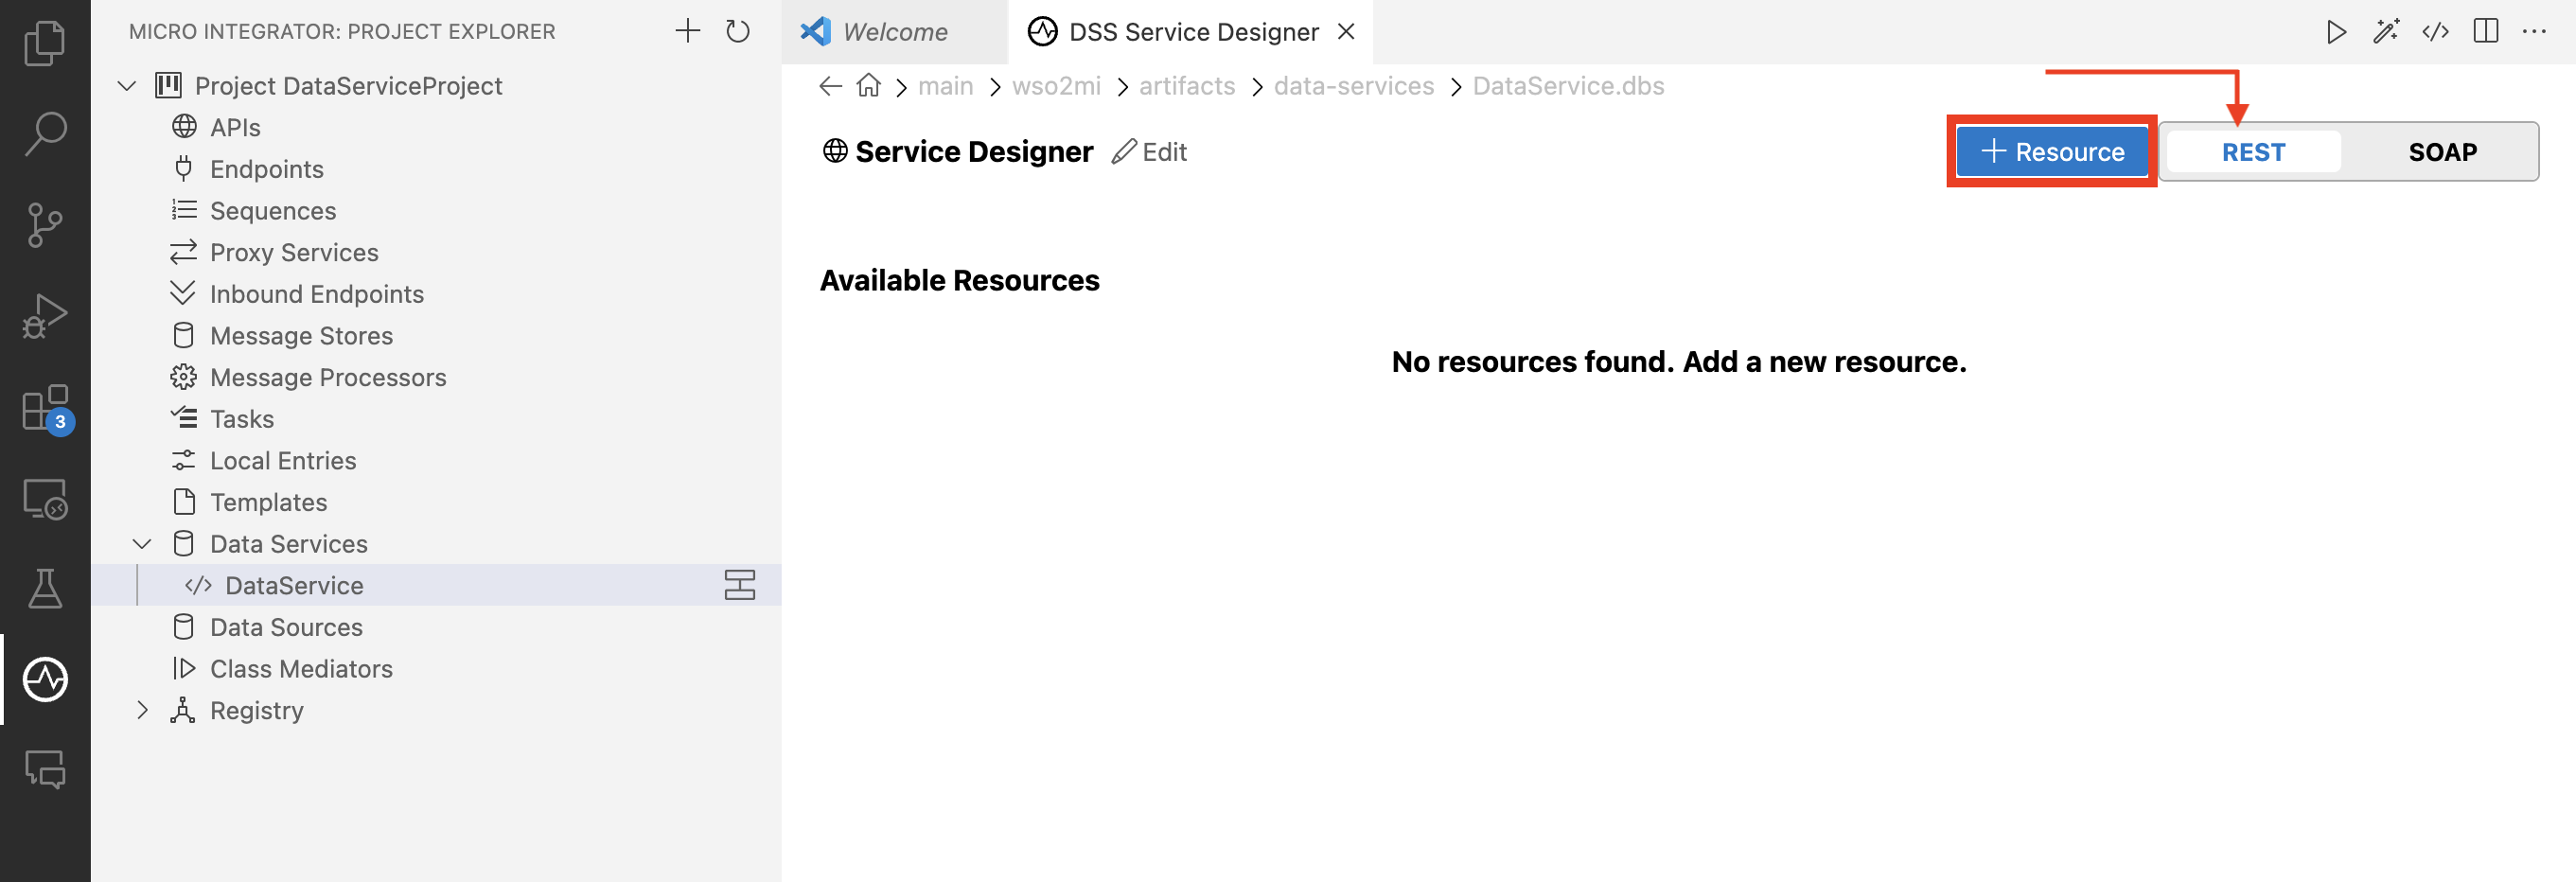 MICRO INTEGRATOR: PROJECT EXPLORER
Project DataServiceProject
APIs
Endpoints
Sequences
Proxy Services
Inbound Endpoints
Message Stores
Message Processors
Tasks
Local Entries
Templates
Data Services
DataService
Data Sources
Class Mediators
Registry
3
Welcome
DSS Service Designer
main > wso2mi > artifacts > data-services > DataService.dbs
Service Designer Edit
Resource
REST
SOAP
Available Resources
No resources found. Add a new resource.